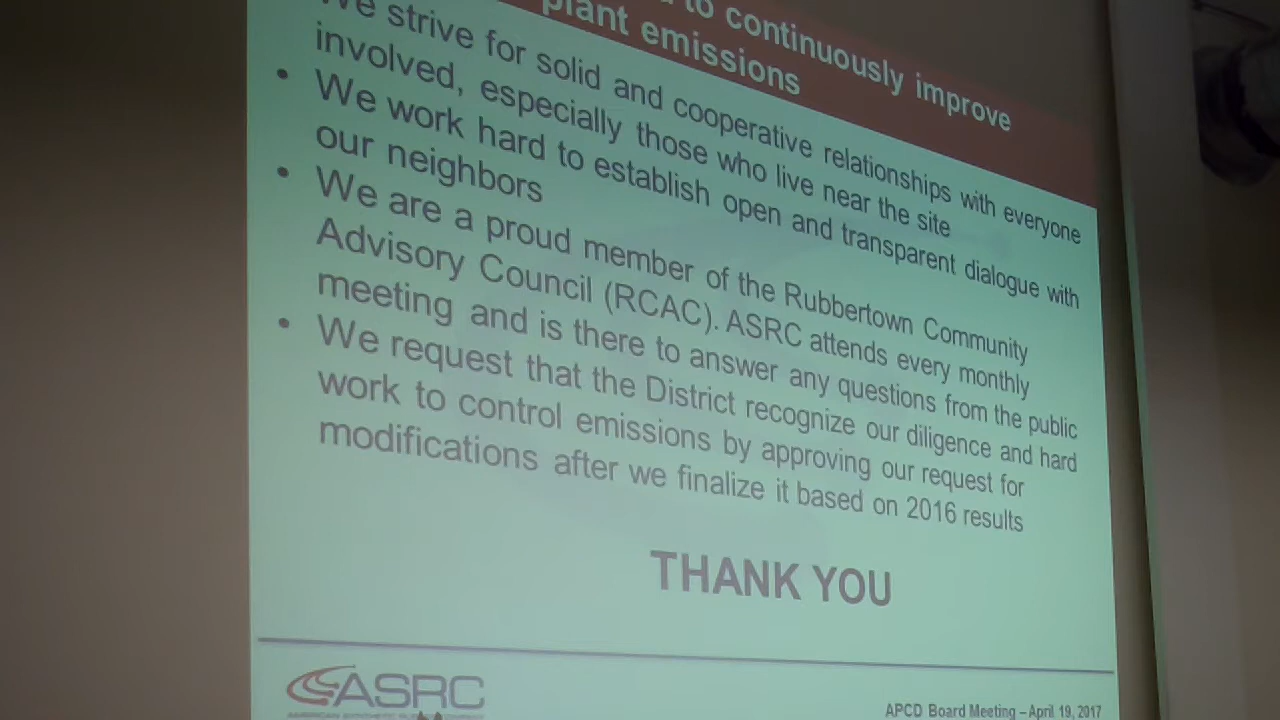 to continuously improve
plant emissions
We strive for solid and cooperative relationships with everyone
involved, especially those who live near the site
• We work hard to establish open and transparent dialogue with
our neighbors
• We are a proud member of the Rubbertown Community
Advisory Council (RCAC). ASRC attends every monthly
meeting and is there to answer any questions from the public
• We request that the District recognize our diligence and hard
work to control emissions by approving our request for
modifications after we finalize it based on 2016 results
THANK YOU
ASRC
APCD Board Meeting – April 19, 2017